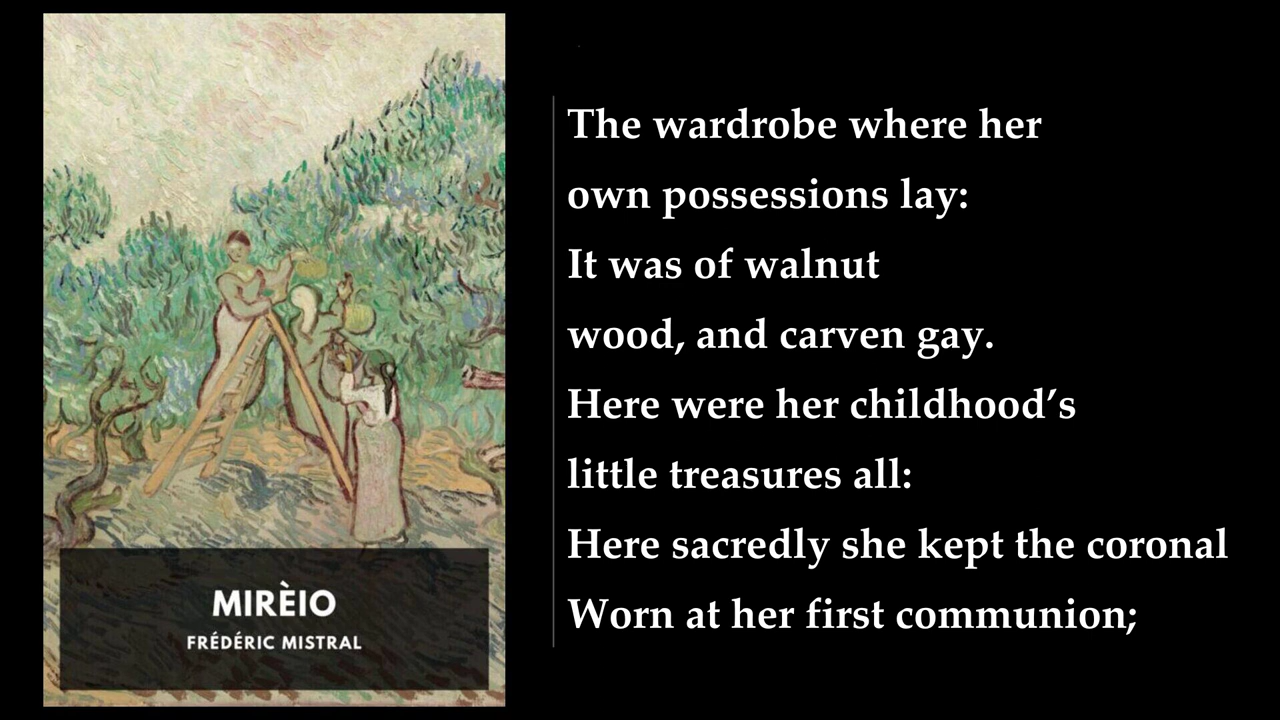 MIRÈIO
FRÉDÉRIC MISTRAL
The wardrobe where her
own possessions lay:
It was of walnut
wood, and carven gay.
Here were her childhood’s
little treasures all:
Here sacredly she kept the coronal
Worn at her first communion;